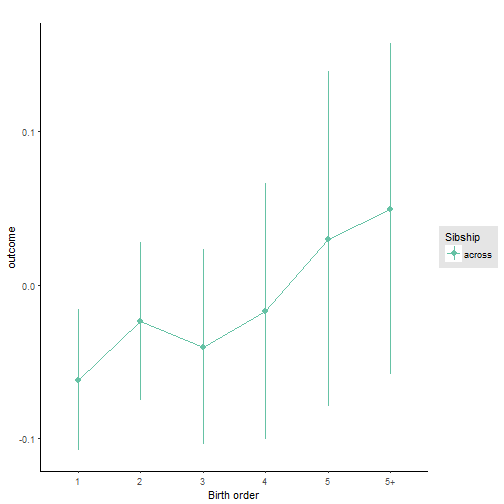 outcome
0.1
0.0
-0.1
1 2 3 4 5 5+
Birth order
Sibship
across